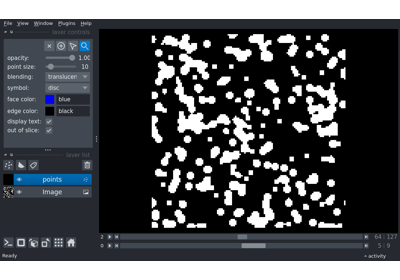 File View Window Plugins Help
layer controls
opacity: 1.00
point size: 10
blending: translucen
symbol: disc
face color: blue
edge color: black
display text:
out of slice:
layer list
points
Image
2 64 127
0 5 9
Ready activity